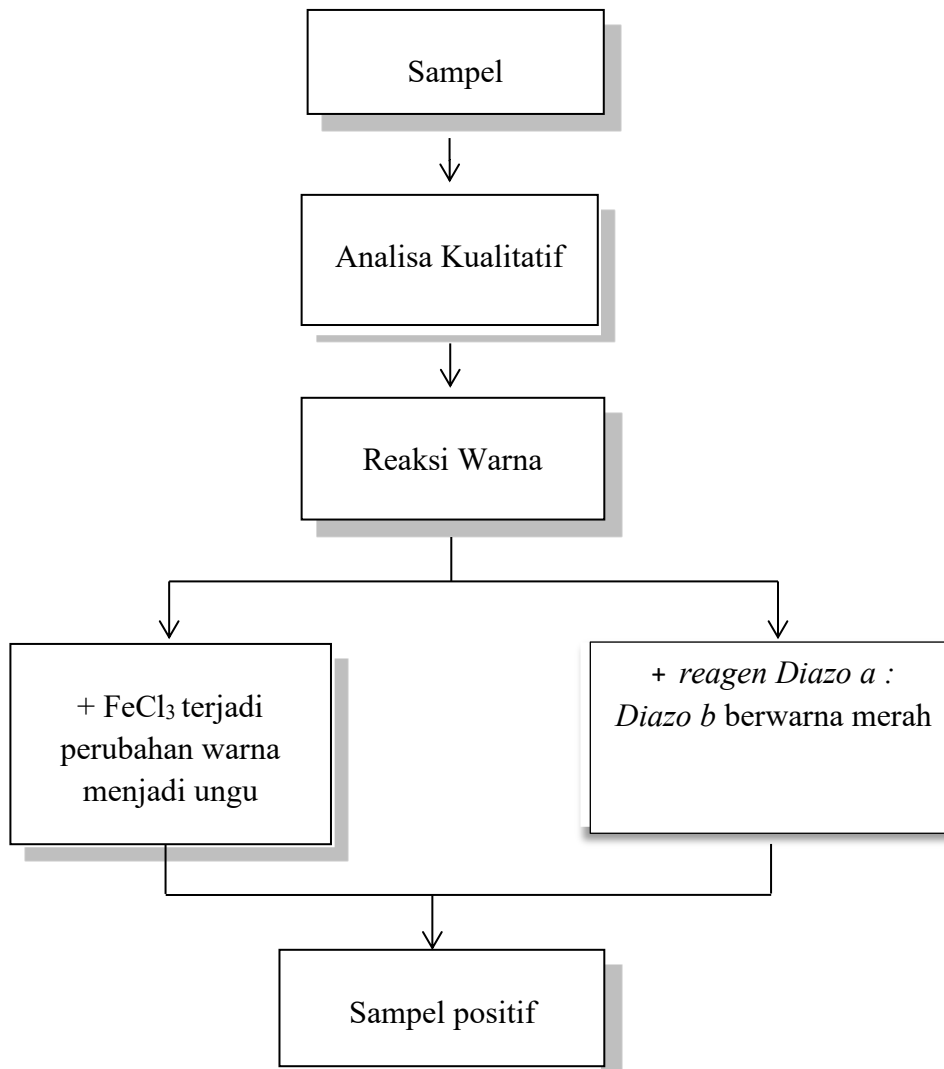 Sampel
Analisa Kualitatif
Reaksi Warna
+ FeCl₃ terjadi
perubahan warna
menjadi ungu
+ reagen Diazo a :
Diazo b berwarna merah
Sampel positif